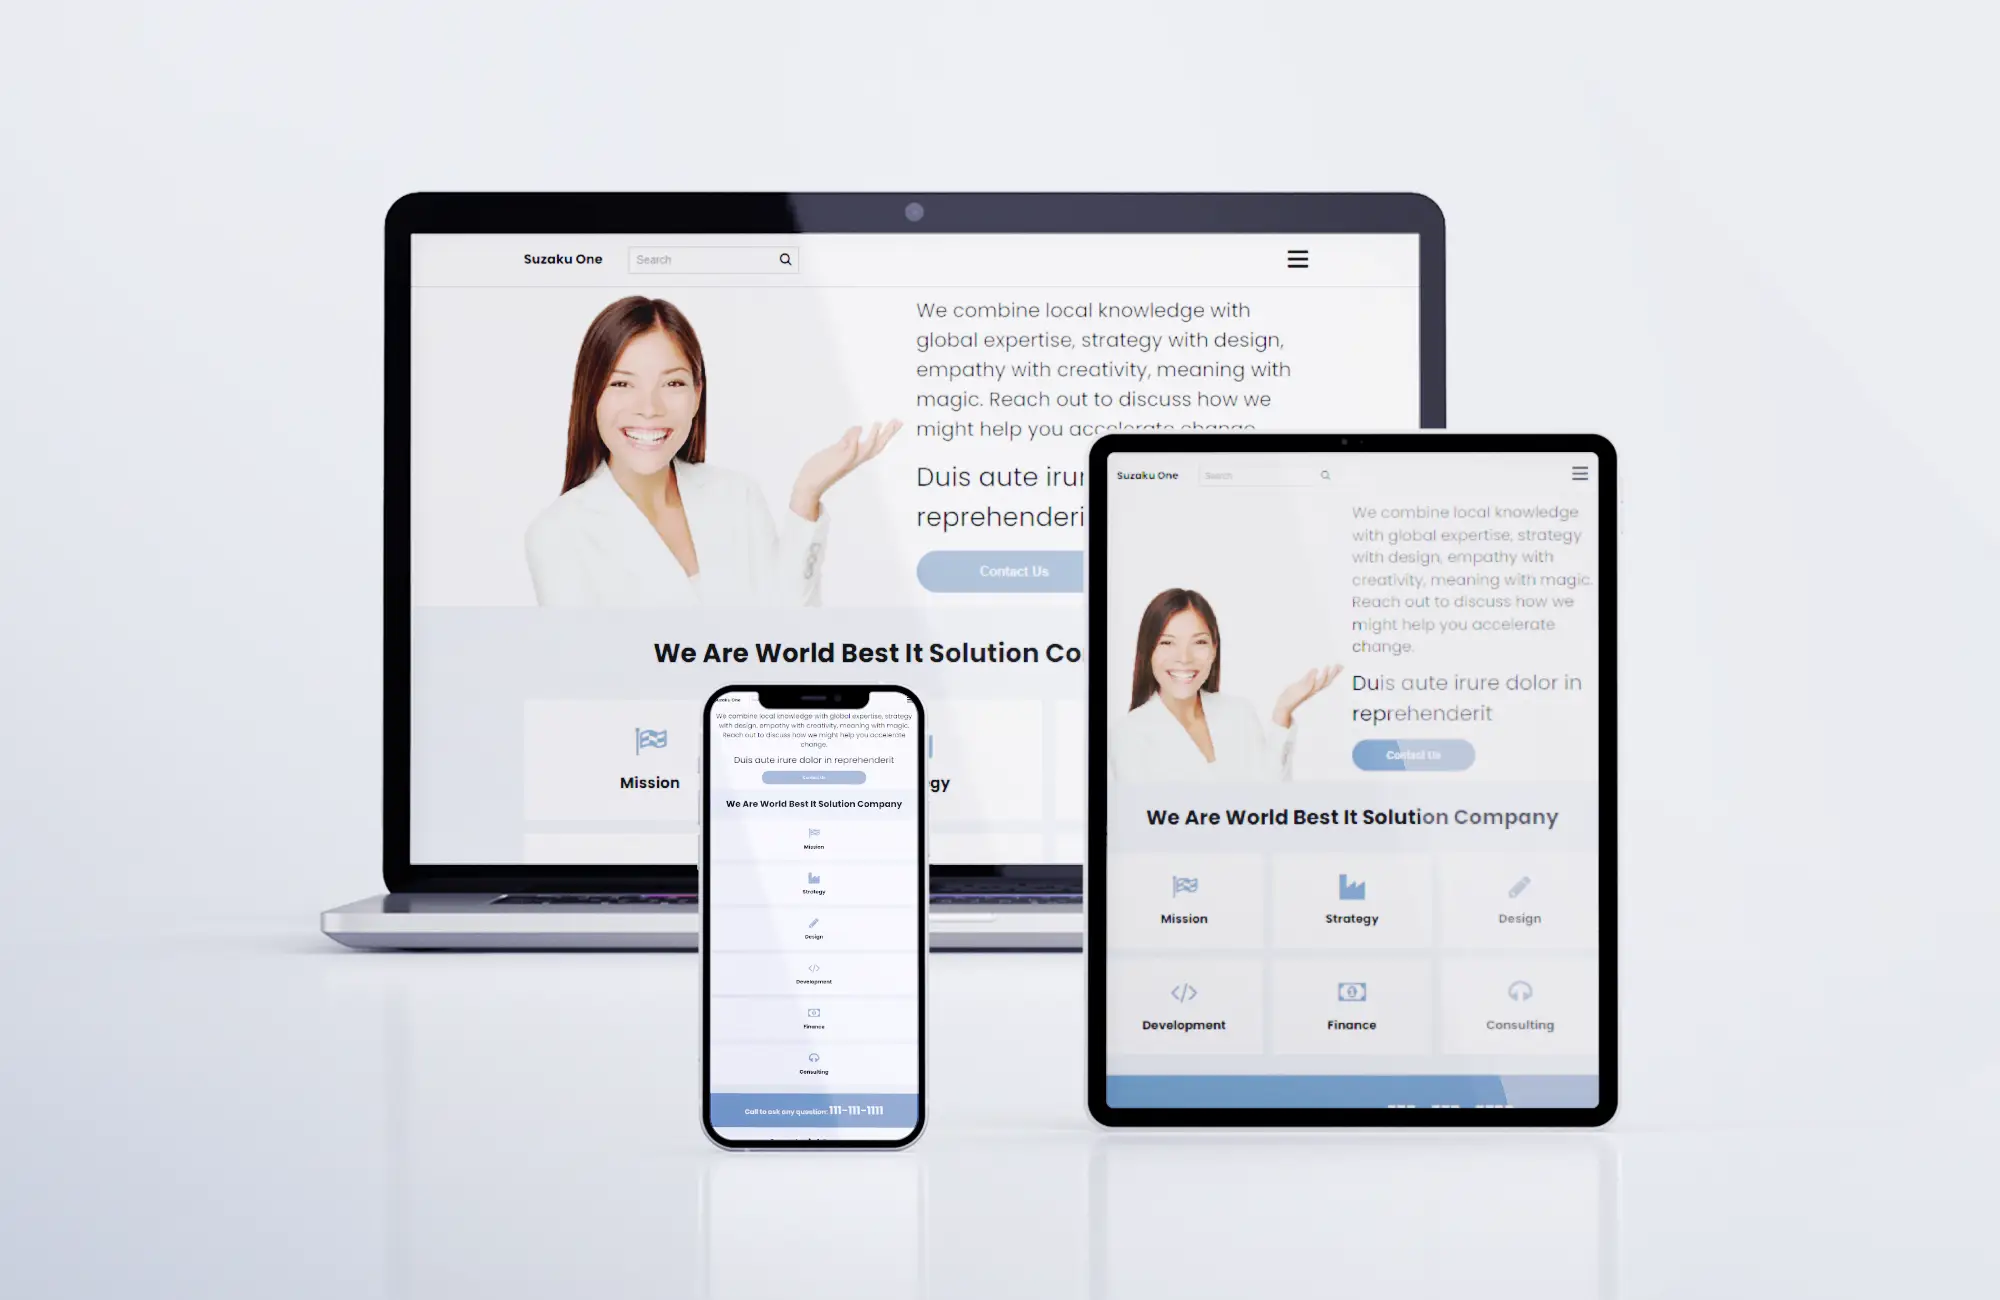 Suzaku One
Search
We combine local knowledge with
global expertise, strategy with design,
empathy with creativity, meaning with
magic. Reach out to discuss how we
might help you accelerate change
Duis aute irur
reprehenderi
Contact Us
We Are World Best It Solution Co
Mission
gy
Suzaku One
We combine local knowledge with global expertise, strategy
with design, empathy with creativity, meaning with magic.
Reach out to discuss how we might help you accelerate
change.
Duis aute irure dolor in reprehenderit
Contact Us
We Are World Best It Solution Company
Mission
Strategy
Design
Development
Finance
Consulting
Call to ask any question: 111-111-1111
Suzaku One
Search
We combine local knowledge
with global expertise, strategy
with design, empathy with
creativity, meaning with magic.
Reach out to discuss how we
might help you accelerate
change.
Duis aute irure dolor in
reprehenderit
Contact Us
We Are World Best It Solution Company
Mission
Strategy
Design
Development
Finance
Consulting